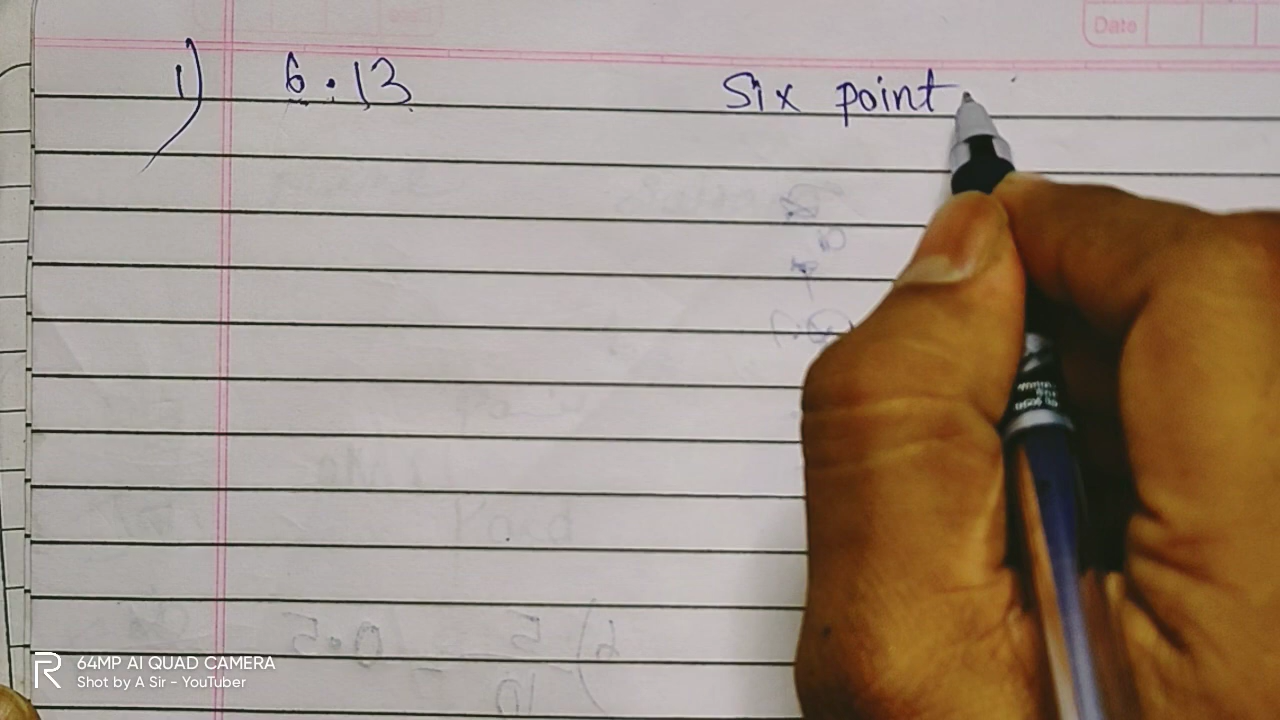 Date
1) 6.13 Six point
64MP AI QUAD CAMERA
Shot by A Sir - YouTuber